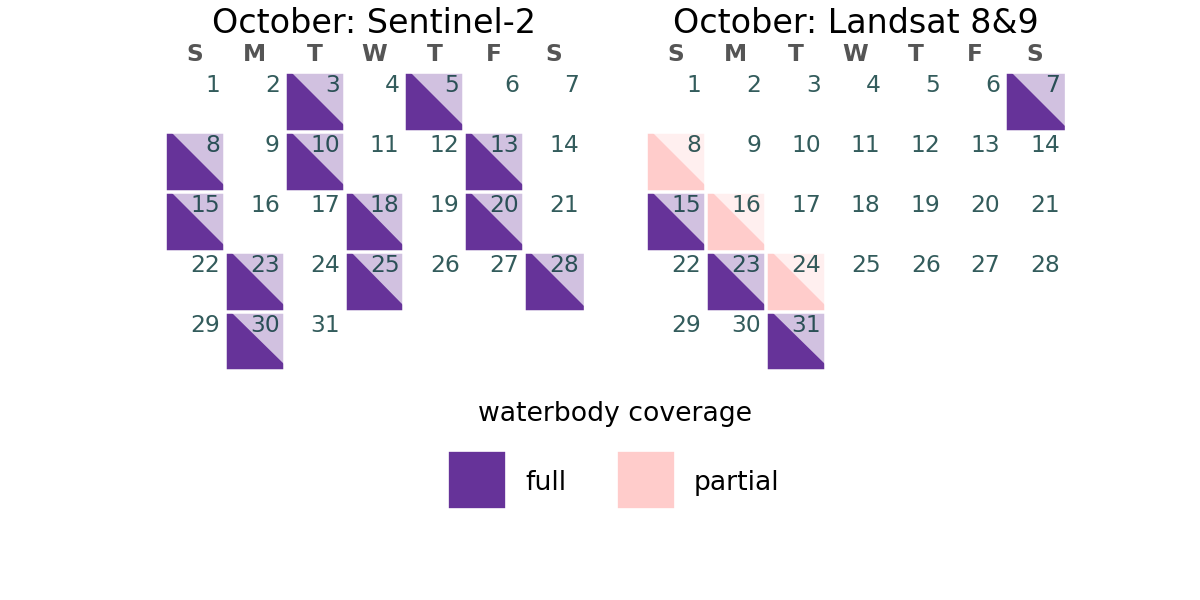 October: Sentinel-2
S M T W T F S
1 2 3 4 5 6 7
8 9 10 11 12 13 14
15 16 17 18 19 20 21
22 23 24 25 26 27 28
29 30 31
October: Landsat 8&9
S M T W T F S
1 2 3 4 5 6 7
8 9 10 11 12 13 14
15 16 17 18 19 20 21
22 23 24 25 26 27 28
29 30 31
waterbody coverage
full partial